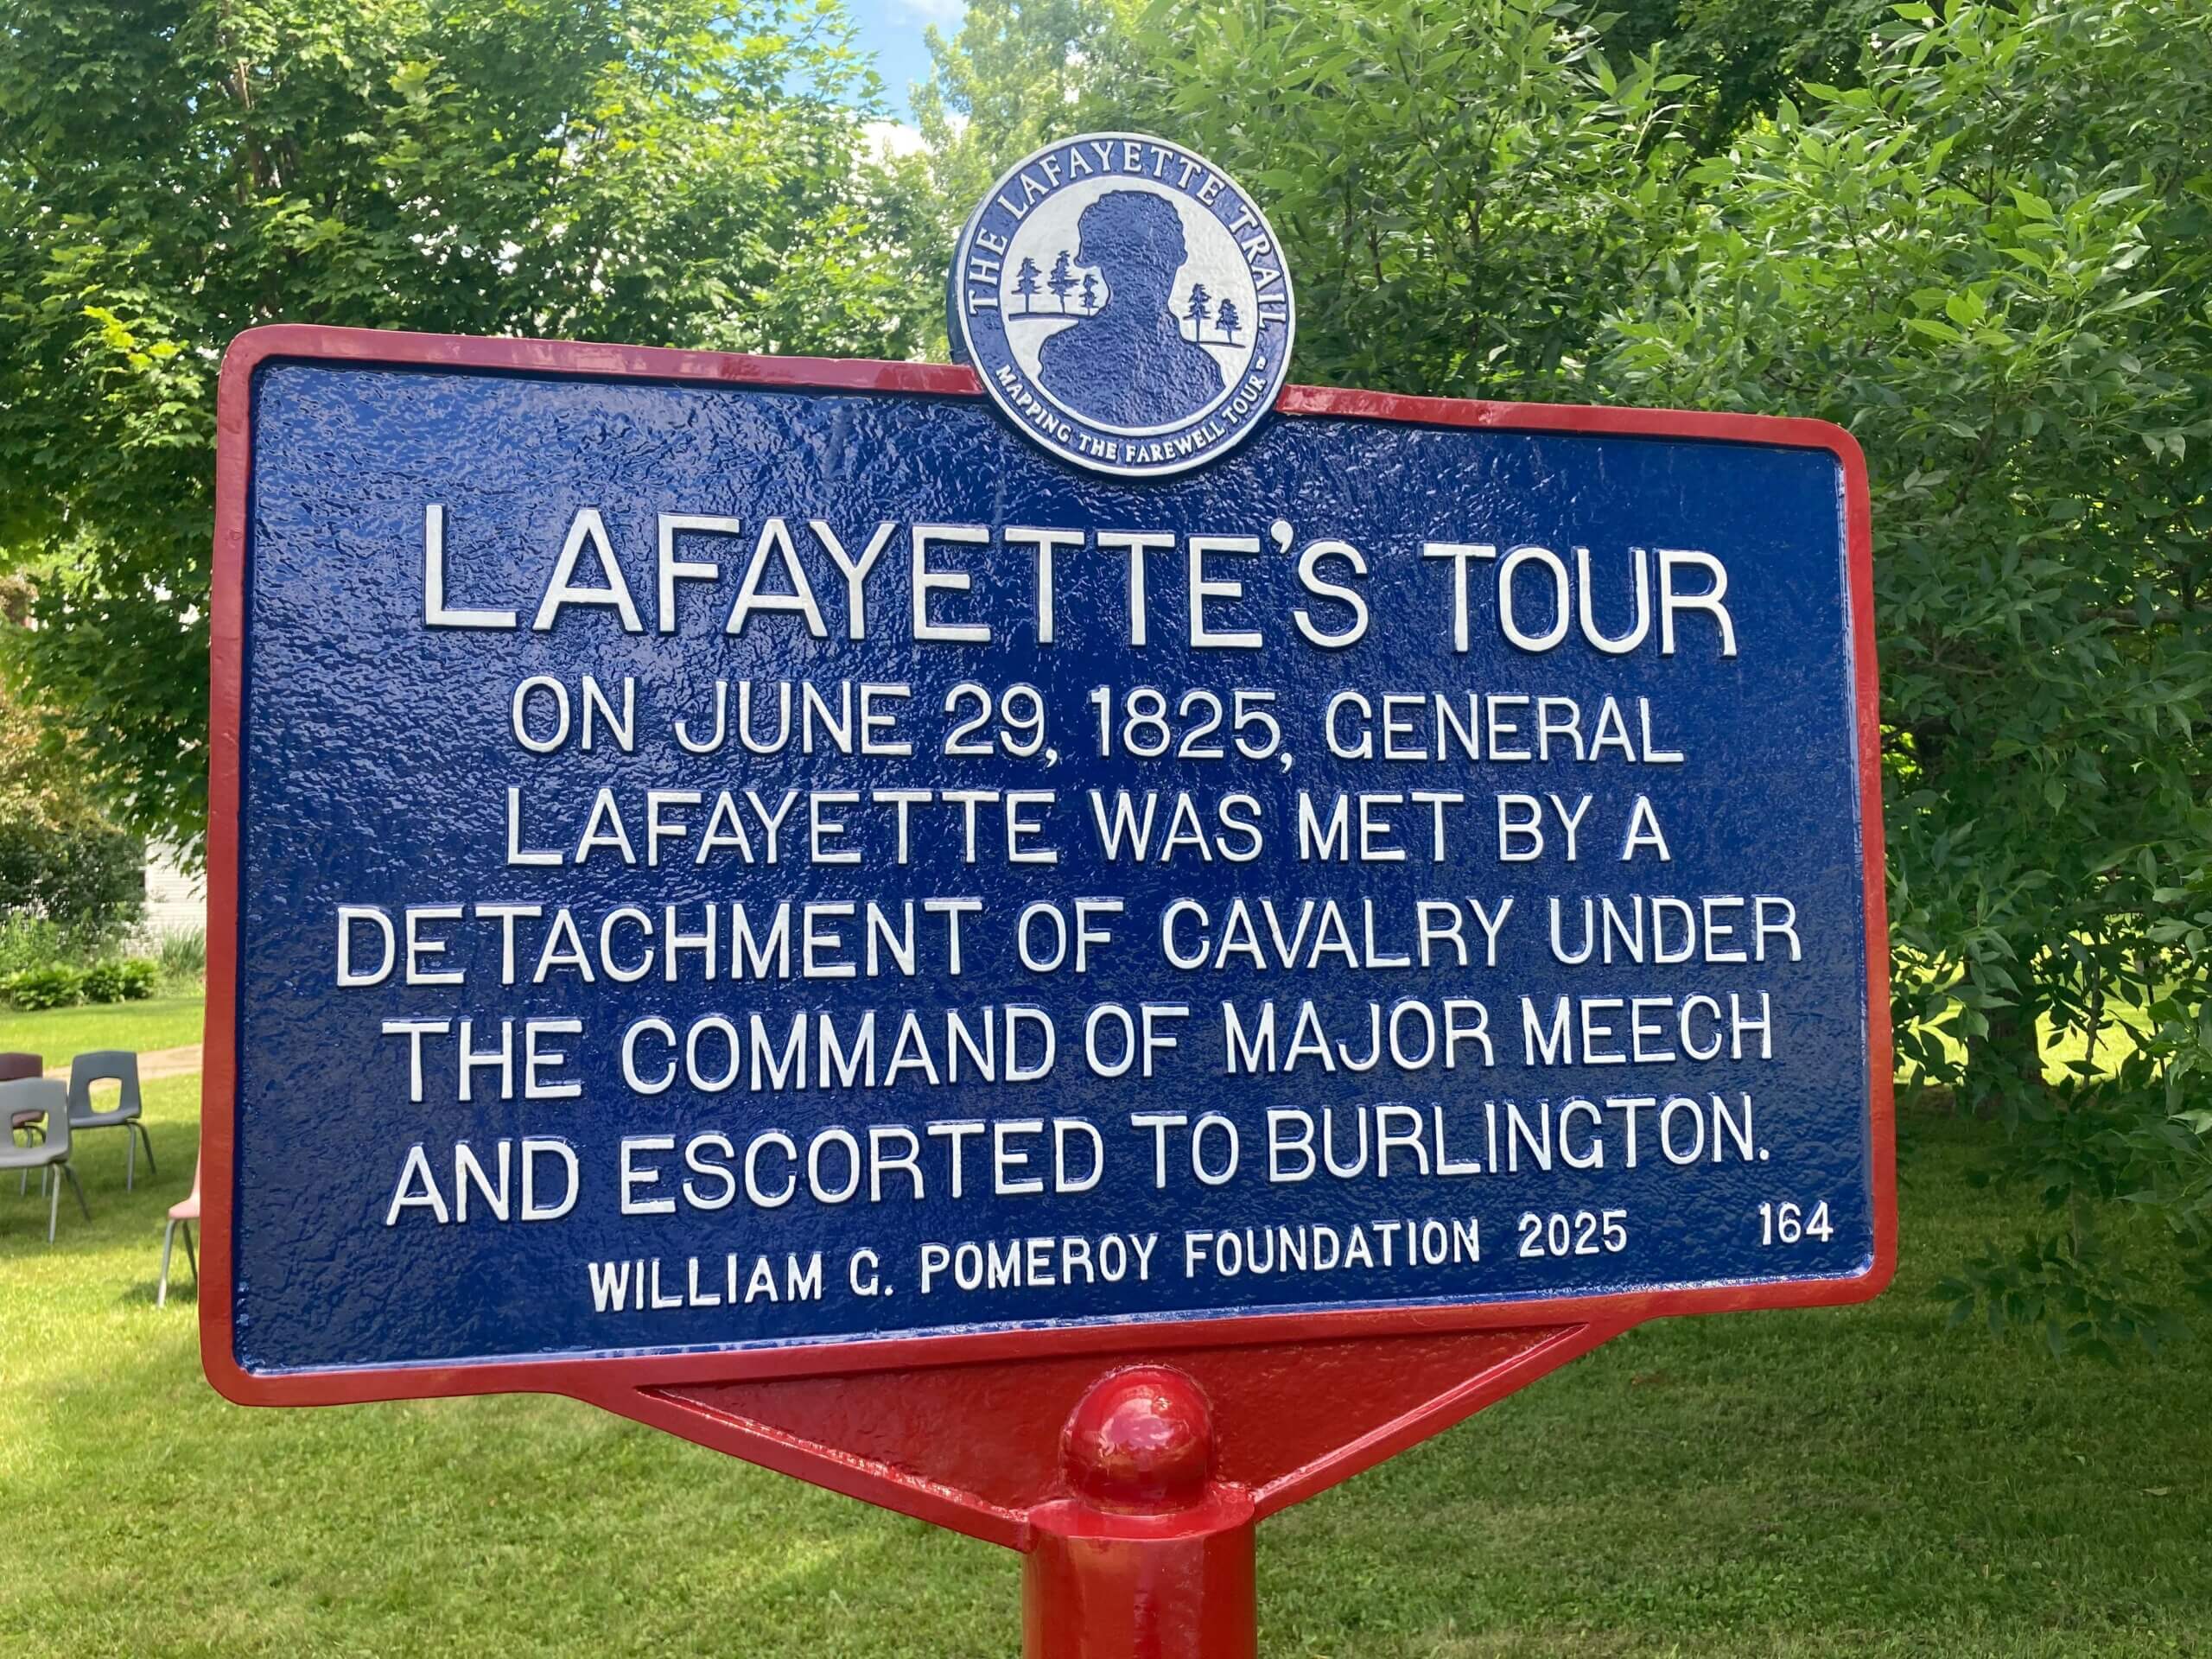 THE LAFAYETTE TRAIL
MAPPING THE FAREWELL TOUR
LAFAYETTE'S TOUR
ON JUNE 29, 1825, GENERAL
LAFAYETTE WAS MET BY A
DETACHMENT OF CAVALRY UNDER
THE COMMAND OF MAJOR MEECH
AND ESCORTED TO BURLINGTON.
WILLIAM G. POMEROY FOUNDATION 2025 164